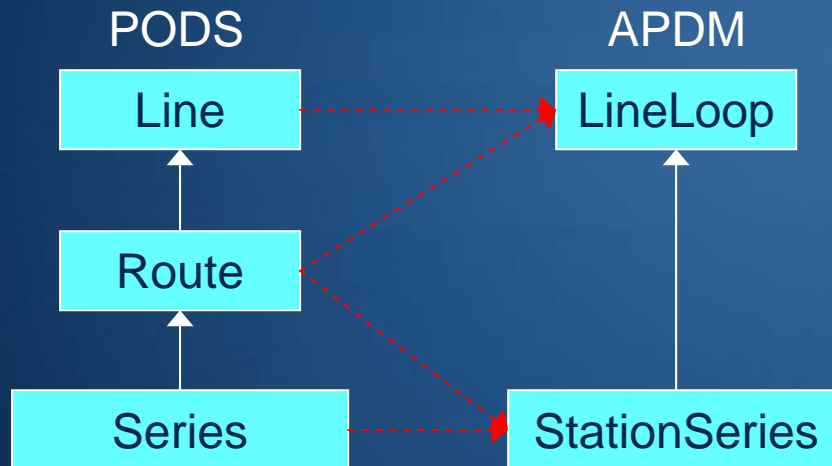 PODS
APDM
Line
LineLoop
Route
Series
StationSeries